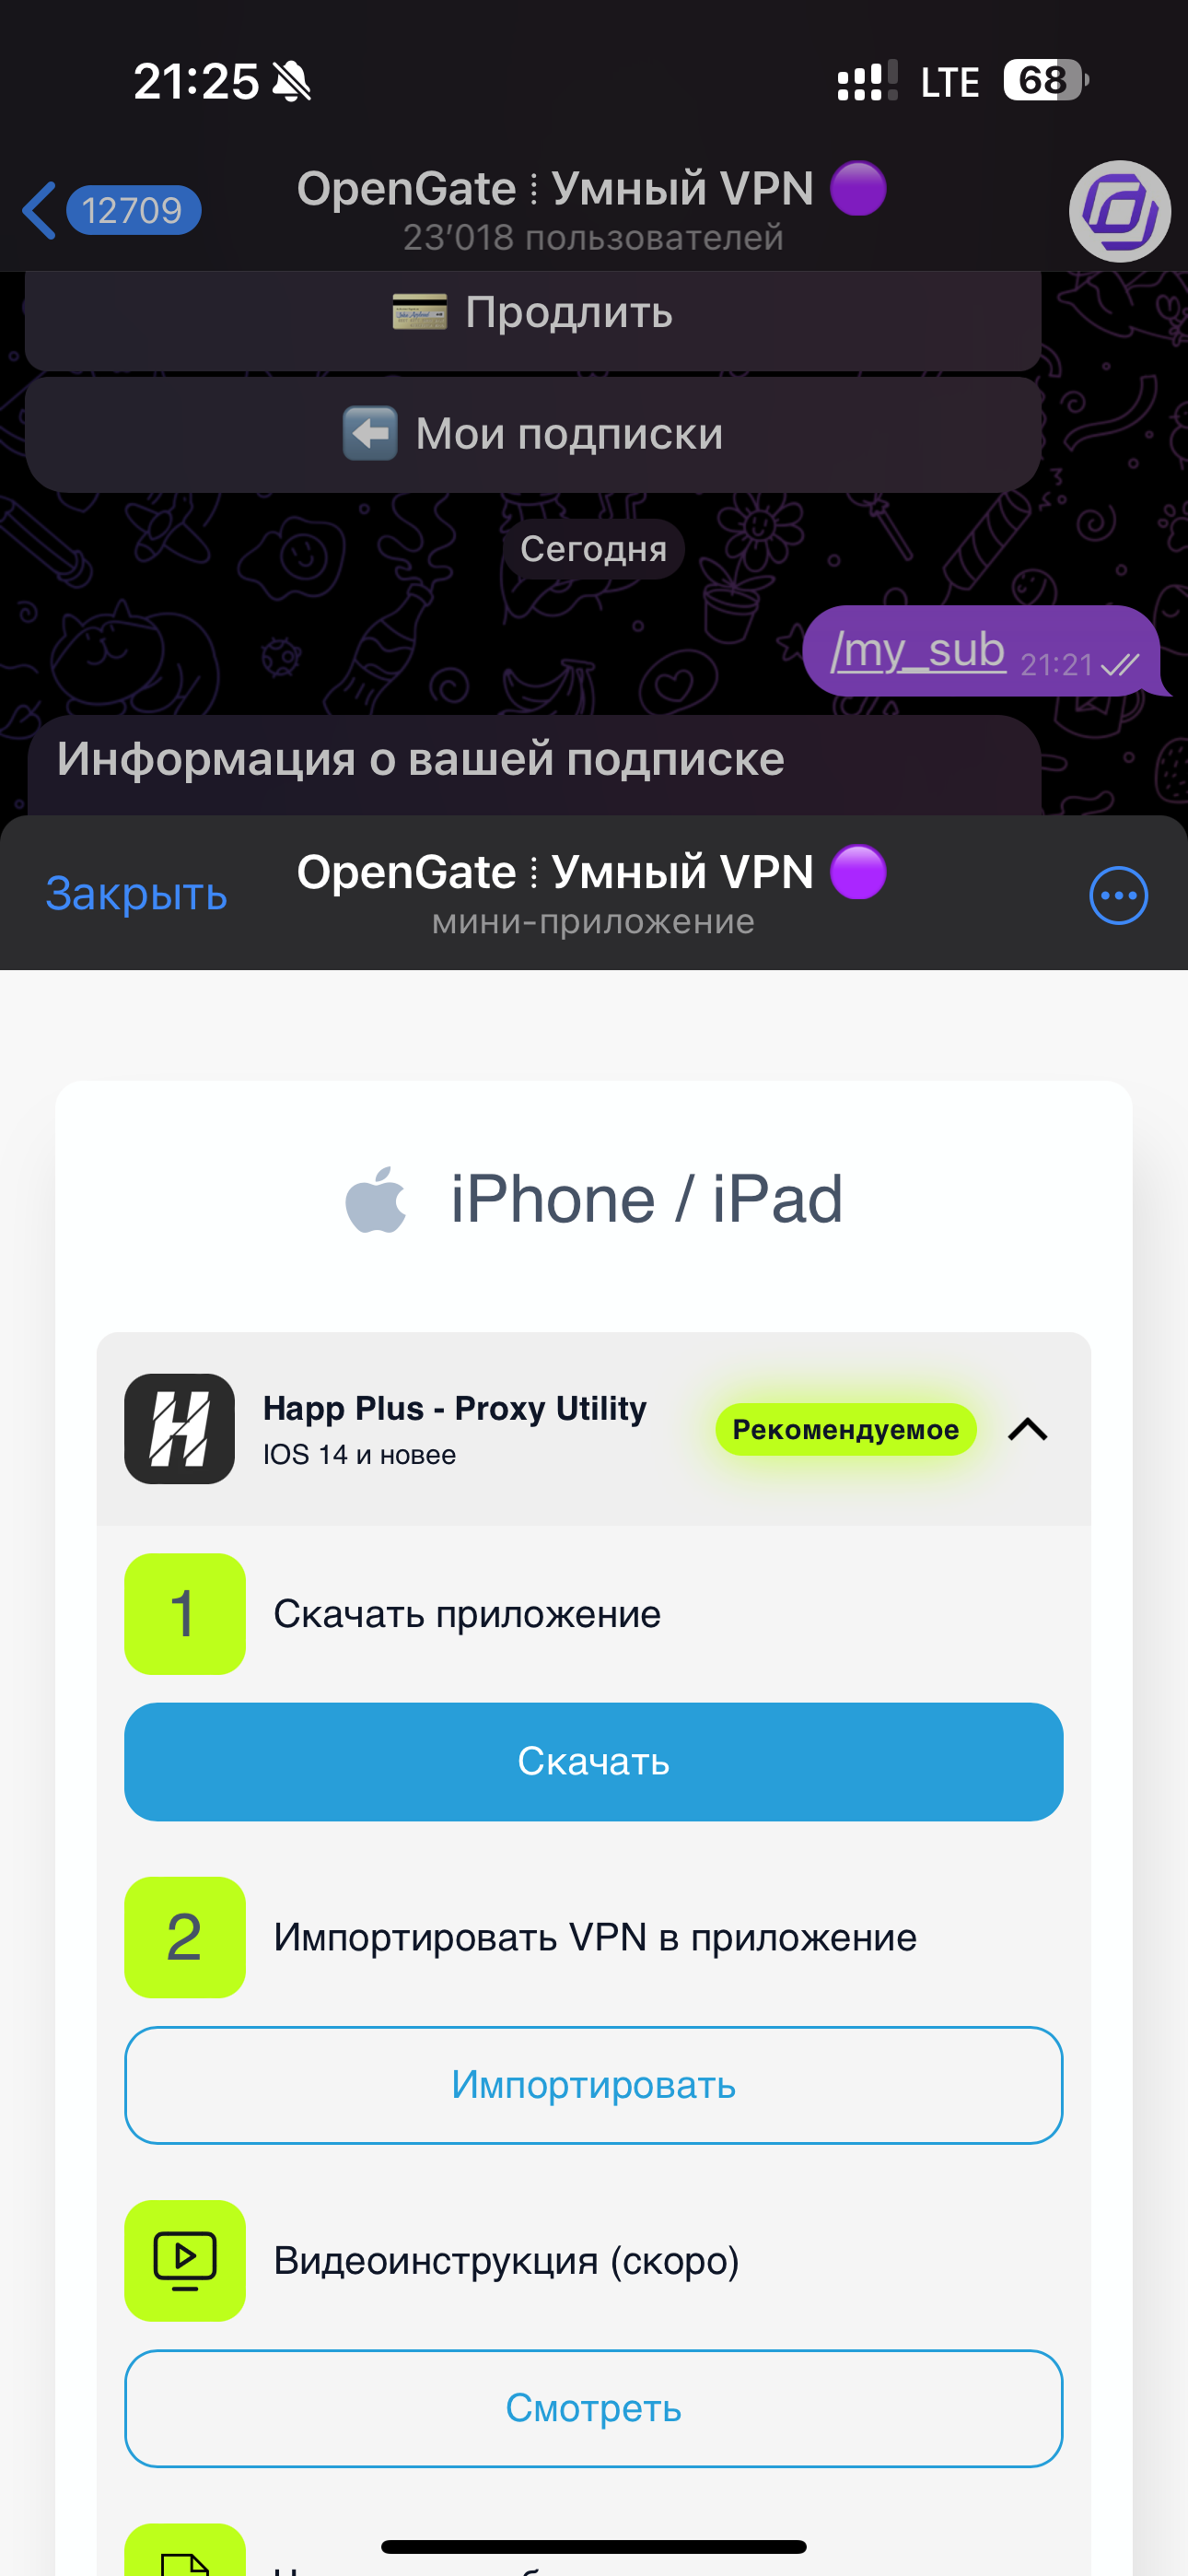 21:25
LTE
68
12709
OpenGate ⁝ Умный VPN 🟣
23’018 пользователей
💳 Продлить
⬅️ Мои подписки
Сегодня
/my_sub 21:21
Информация о вашей подписке
Закрыть
OpenGate ⁝ Умный VPN 🟣
мини-приложение
iPhone / iPad
Happ Plus - Proxy Utility
IOS 14 и новее
Рекомендуемое
1
Скачать приложение
Скачать
2
Импортировать VPN в приложение
Импортировать
Видеоинструкция (скоро)
Смотреть